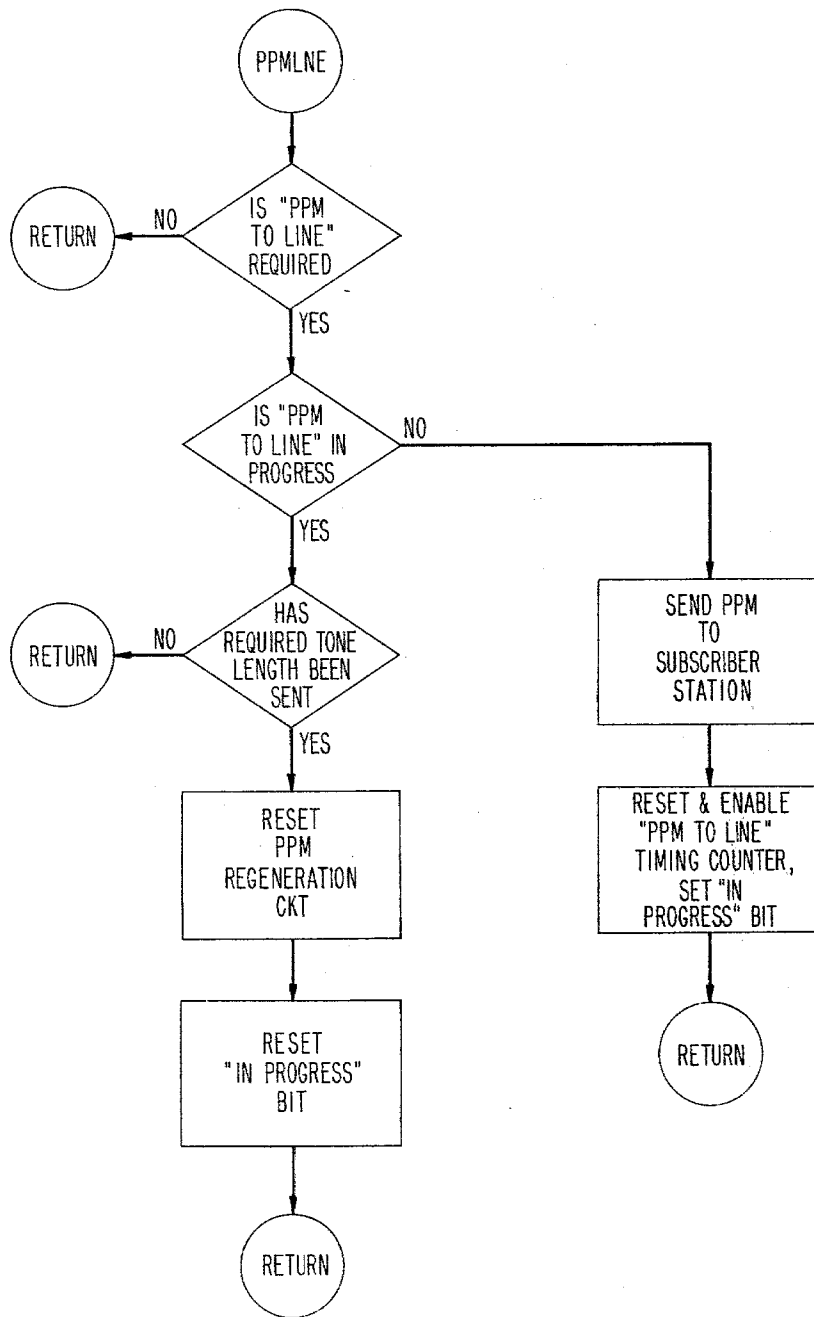 PPMLNE
IS "PPM
TO LINE"
REQUIRED
NO
RETURN
YES
IS "PPM
TO LINE" IN
PROGRESS
NO
YES
HAS
REQUIRED TONE
LENGTH BEEN
SENT
NO
RETURN
YES
SEND PPM
TO
SUBSCRIBER
STATION
RESET
PPM
REGENERATION
CKT
RESET & ENABLE
"PPM TO LINE"
TIMING COUNTER,
SET "IN
PROGRESS" BIT
RESET
"IN PROGRESS"
BIT
RETURN
RETURN